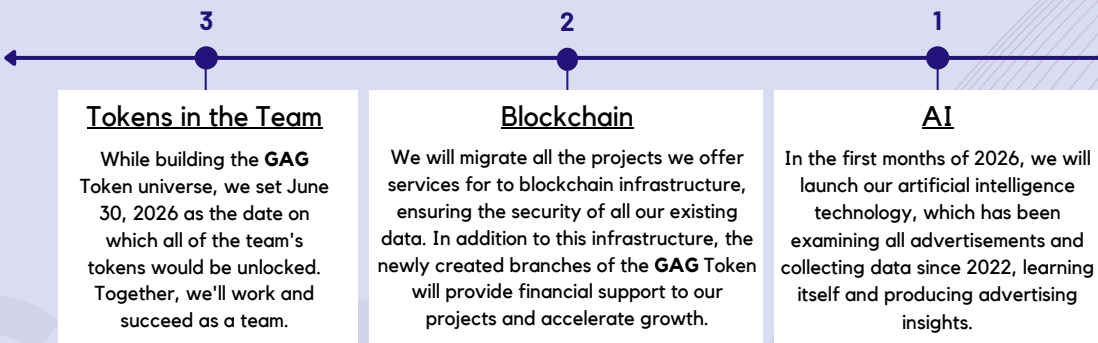 3
Tokens in the Team
While building the GAG
Token universe, we set June
30, 2026 as the date on
which all of the team's
tokens would be unlocked.
Together, we'll work and
succeed as a team.
2
Blockchain
We will migrate all the projects we offer
services for to blockchain infrastructure,
ensuring the security of all our existing
data. In addition to this infrastructure, the
newly created branches of the GAG Token
will provide financial support to our
projects and accelerate growth.
1
AI
In the first months of 2026, we will
launch our artificial intelligence
technology, which has been
examining all advertisements and
collecting data since 2022, learning
itself and producing advertising
insights.